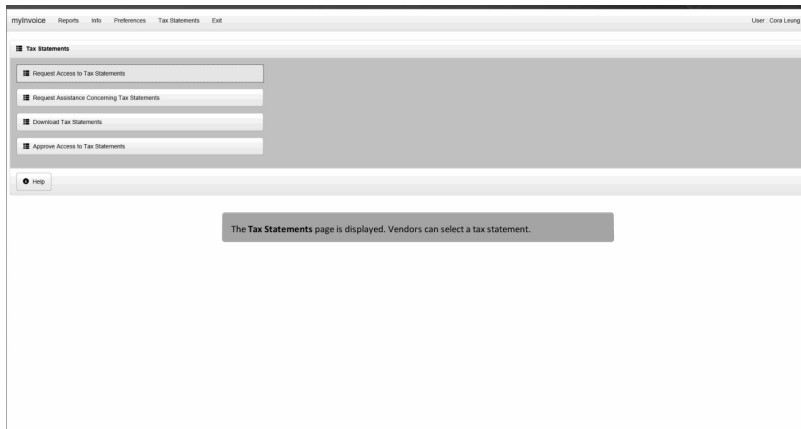 myInvoice Reports Info Preferences Tax Statements Exit User : Cora Leung
Tax Statements
Request Access to Tax Statements
Request Assistance Concerning Tax Statements
Download Tax Statements
Approve Access to Tax Statements
Help
The Tax Statements page is displayed. Vendors can select a tax statement.